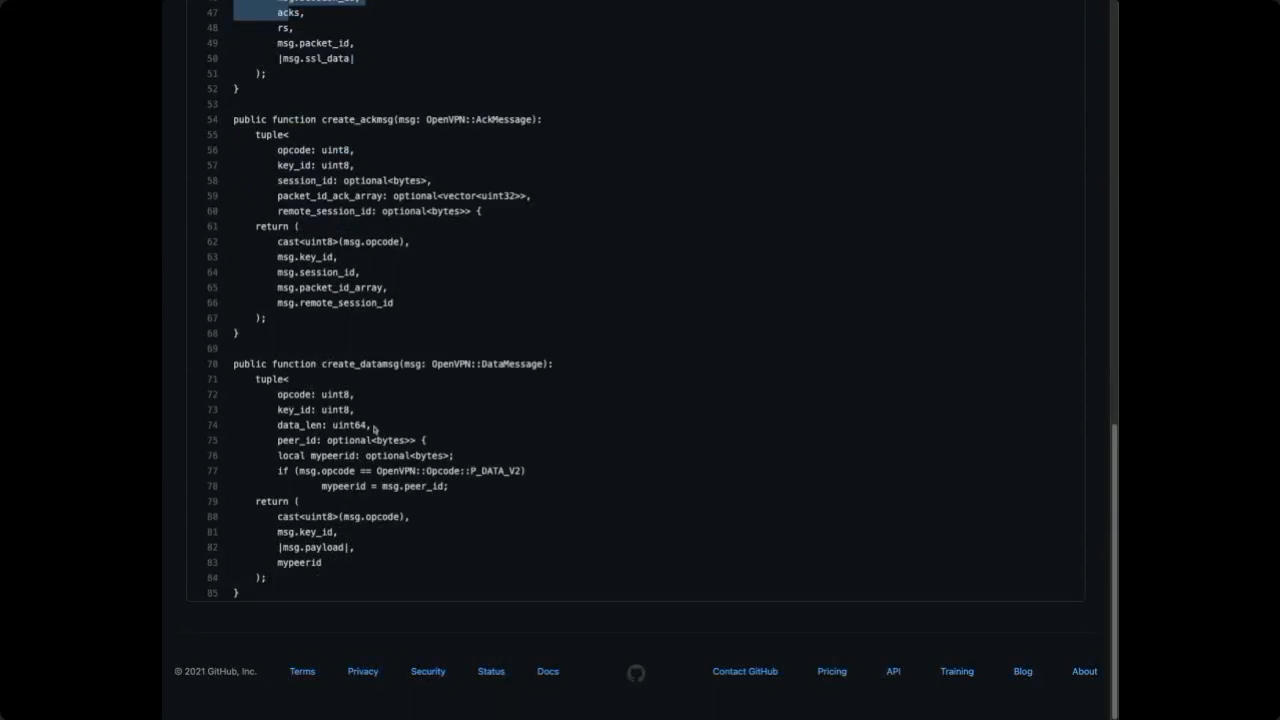 47 acks,
48 rs,
49 msg.packet_id,
50 |msg.ssl_data|
51 );
52 }
53
54 public function create_ackmsg(msg: OpenVPN::AckMessage):
55 tuple<
56 opcode: uint8,
57 key_id: uint8,
58 session_id: optional<bytes>,
59 packet_id_ack_array: optional<vector<uint32>>,
60 remote_session_id: optional<bytes>> {
61 return (
62 cast<uint8>(msg.opcode),
63 msg.key_id,
64 msg.session_id,
65 msg.packet_id_array,
66 msg.remote_session_id
67 );
68 }
69
70 public function create_datamsg(msg: OpenVPN::DataMessage):
71 tuple<
72 opcode: uint8,
73 key_id: uint8,
74 data_len: uint64,
75 peer_id: optional<bytes>> {
76 local mypeerid: optional<bytes>;
77 if (msg.opcode == OpenVPN::Opcode::P_DATA_V2)
78 mypeerid = msg.peer_id;
79 return (
80 cast<uint8>(msg.opcode),
81 msg.key_id,
82 |msg.payload|,
83 mypeerid
84 );
85 }
© 2021 GitHub, Inc. Terms Privacy Security Status Docs Contact GitHub Pricing API Training Blog About